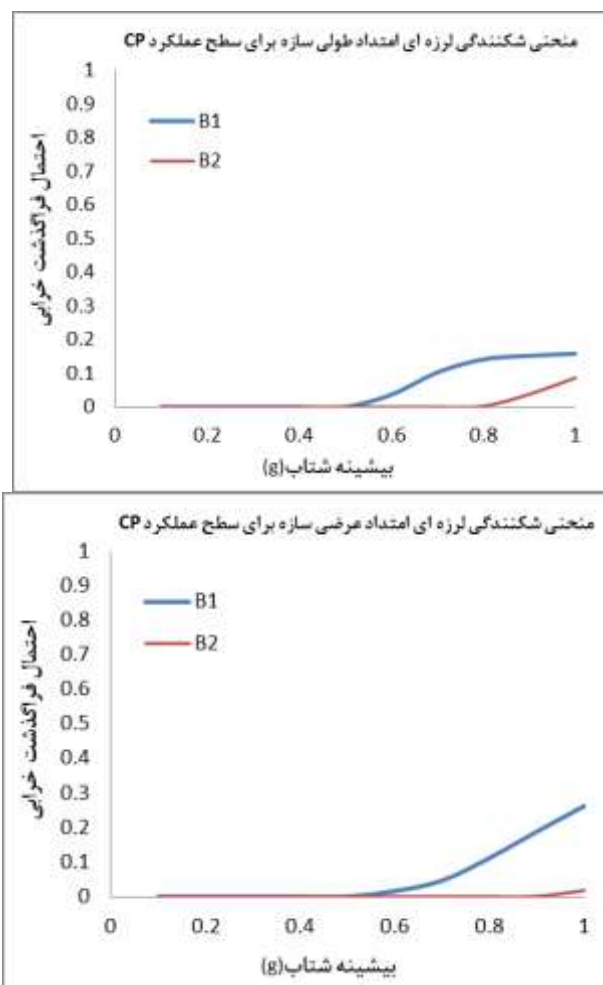 منحنی شکنندگی لرزه ای امتداد طولی سازه برای سطح عملکرد CP
1
0.9
0.8
0.7
0.6
0.5
0.4
0.3
0.2
0.1
0
احتمال فراگذشت خرابی
B1
B2
0 0.2 0.4 0.6 0.8 1
بیشینه شتاب(g)
منحنی شکنندگی لرزه ای امتداد عرضی سازه برای سطح عملکرد CP
1
0.9
0.8
0.7
0.6
0.5
0.4
0.3
0.2
0.1
0
احتمال فراگذشت خرابی
B1
B2
0 0.2 0.4 0.6 0.8 1
بیشینه شتاب(g)